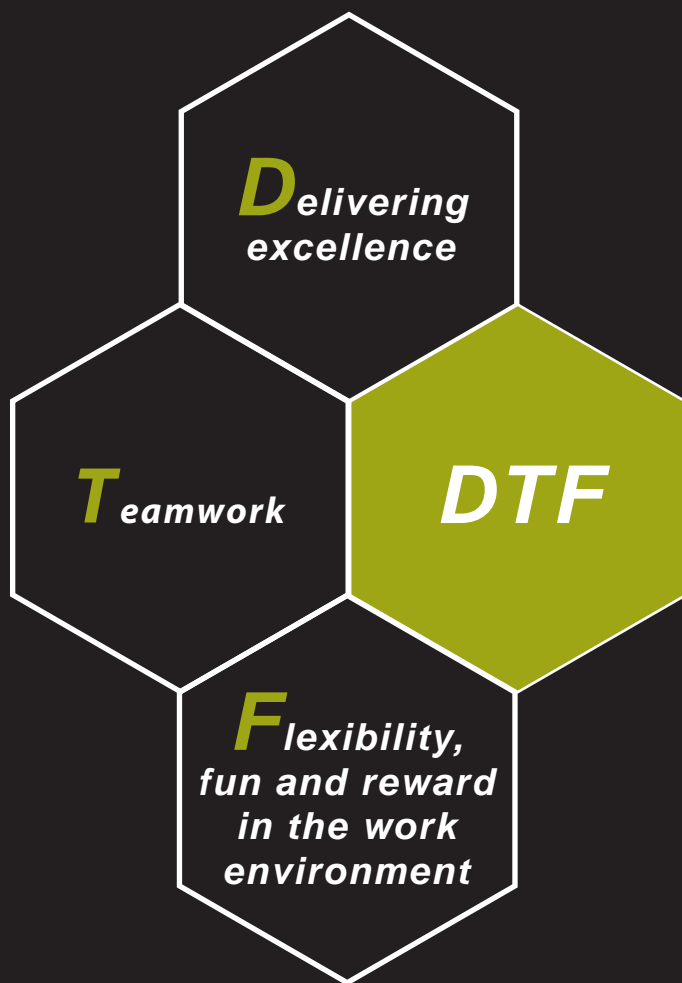 Delivering
excellence
Teamwork
DTF
Flexibility,
fun and reward
in the work
environment